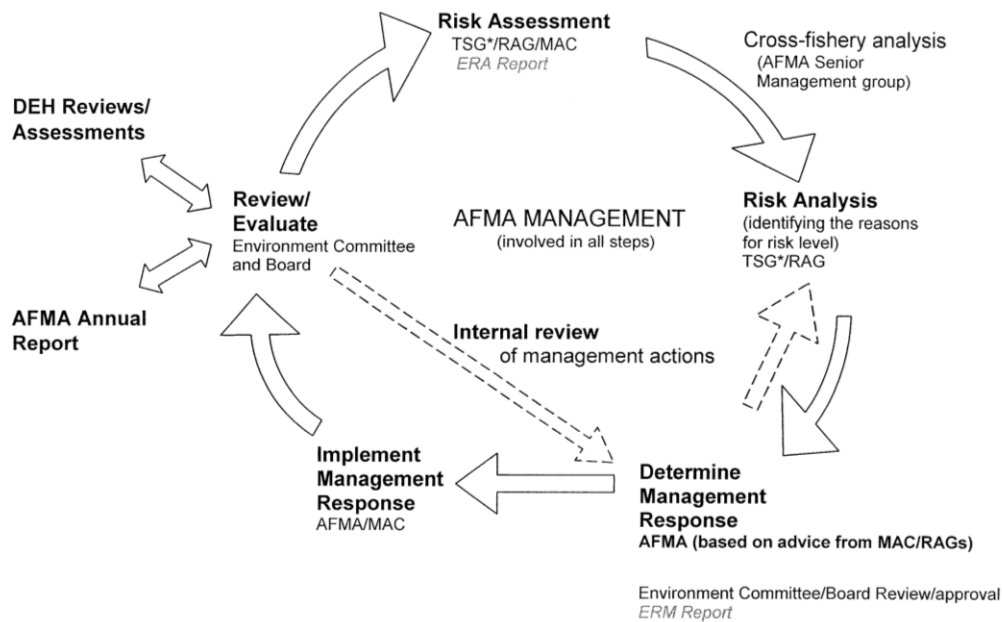 Risk Assessment
TSG*/RAG/MAC
ERA Report
Cross-fishery analysis
(AFMA Senior
Management group)
DEH Reviews/
Assessments
Review/
Evaluate
Environment Committee
and Board
AFMA MANAGEMENT
(involved in all steps)
Risk Analysis
(identifying the reasons
for risk level)
TSG*/RAG
AFMA Annual
Report
Internal review
of management actions
Implement
Management
Response
AFMA/MAC
Determine
Management
Response
AFMA (based on advice from MAC/RAGs)
Environment Committee/Board Review/approval
ERM Report